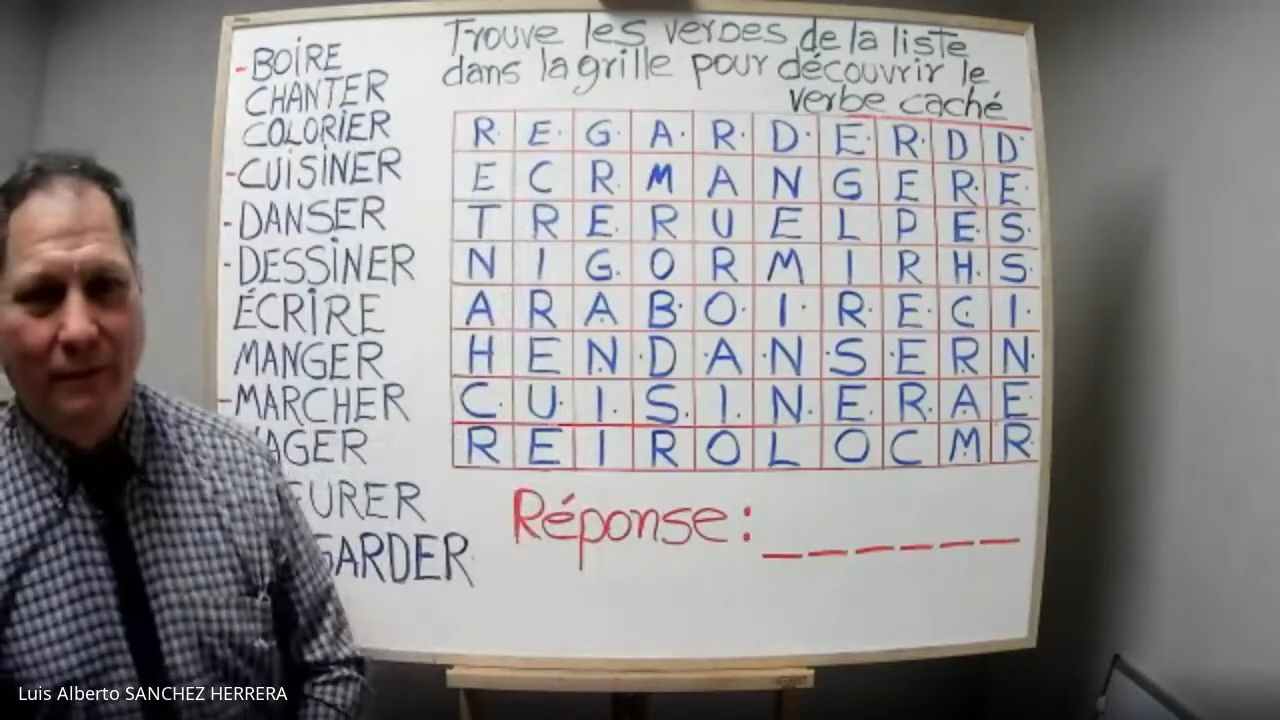 Trouve les verbes de la liste
dans la grille pour découvrir le
verbe caché
-BOIRE
CHANTER
COLORIER
-CUISINER
-DANSER
-DESSINER
ÉCRIRE
MANGER
-MARCHER
AGER
URER
GARDER
R E G A R D E R D D
E C R M A N G E R E
T R E R U E L P E S
N I G O R M I R H S
A R A B O I R E C I
H E N D A N S E R N
C U I S I N E R A E
R E I R O L O C M R
Réponse: _ _ _ _ _ _
Luis Alberto SANCHEZ HERRERA